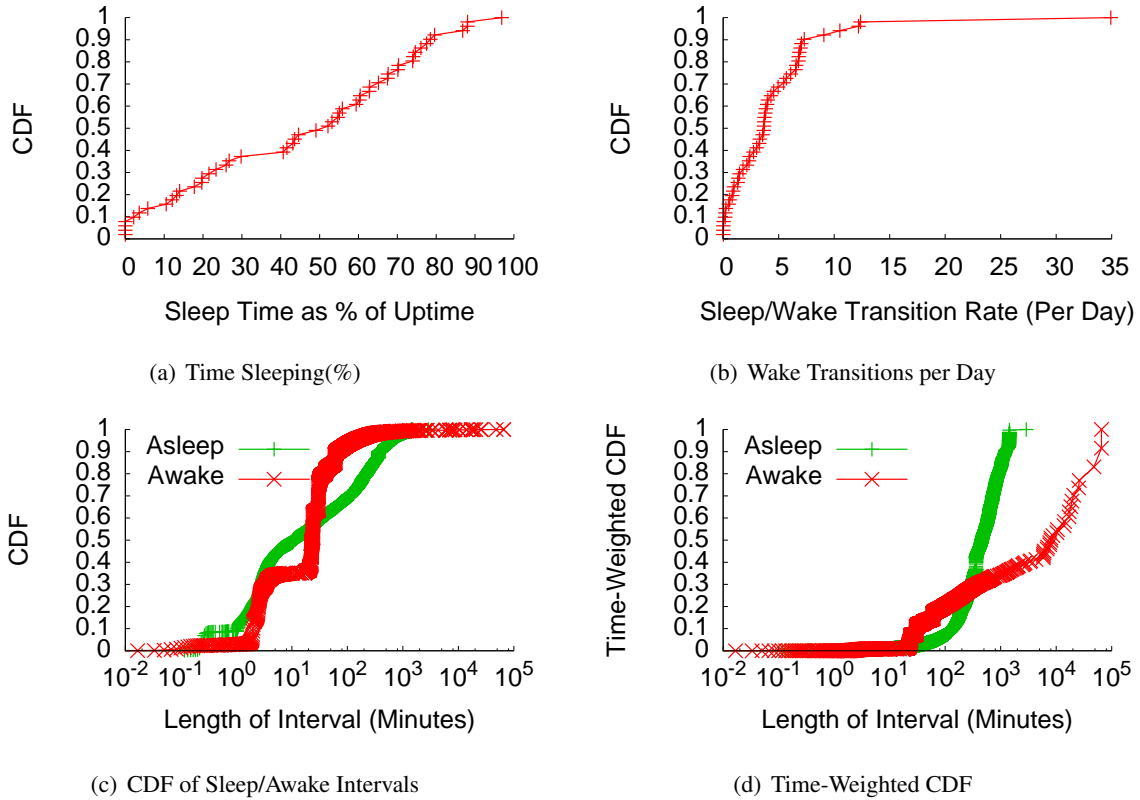 1
0.9
0.8
0.7
0.6
0.5
0.4
0.3
0.2
0.1
0
CDF
0 10 20 30 40 50 60 70 80 90 100
Sleep Time as % of Uptime
(a) Time Sleeping(%)
1
0.9
0.8
0.7
0.6
0.5
0.4
0.3
0.2
0.1
0
CDF
0 5 10 15 20 25 30 35
Sleep/Wake Transition Rate (Per Day)
(b) Wake Transitions per Day
1
0.9
0.8
0.7
0.6
0.5
0.4
0.3
0.2
0.1
0
CDF
Asleep
Awake
10-2 10-1 100 101 102 103 104 105
Length of Interval (Minutes)
(c) CDF of Sleep/Awake Intervals
1
0.9
0.8
0.7
0.6
0.5
0.4
0.3
0.2
0.1
0
Time-Weighted CDF
Asleep
Awake
10-2 10-1 100 101 102 103 104 105
Length of Interval (Minutes)
(d) Time-Weighted CDF